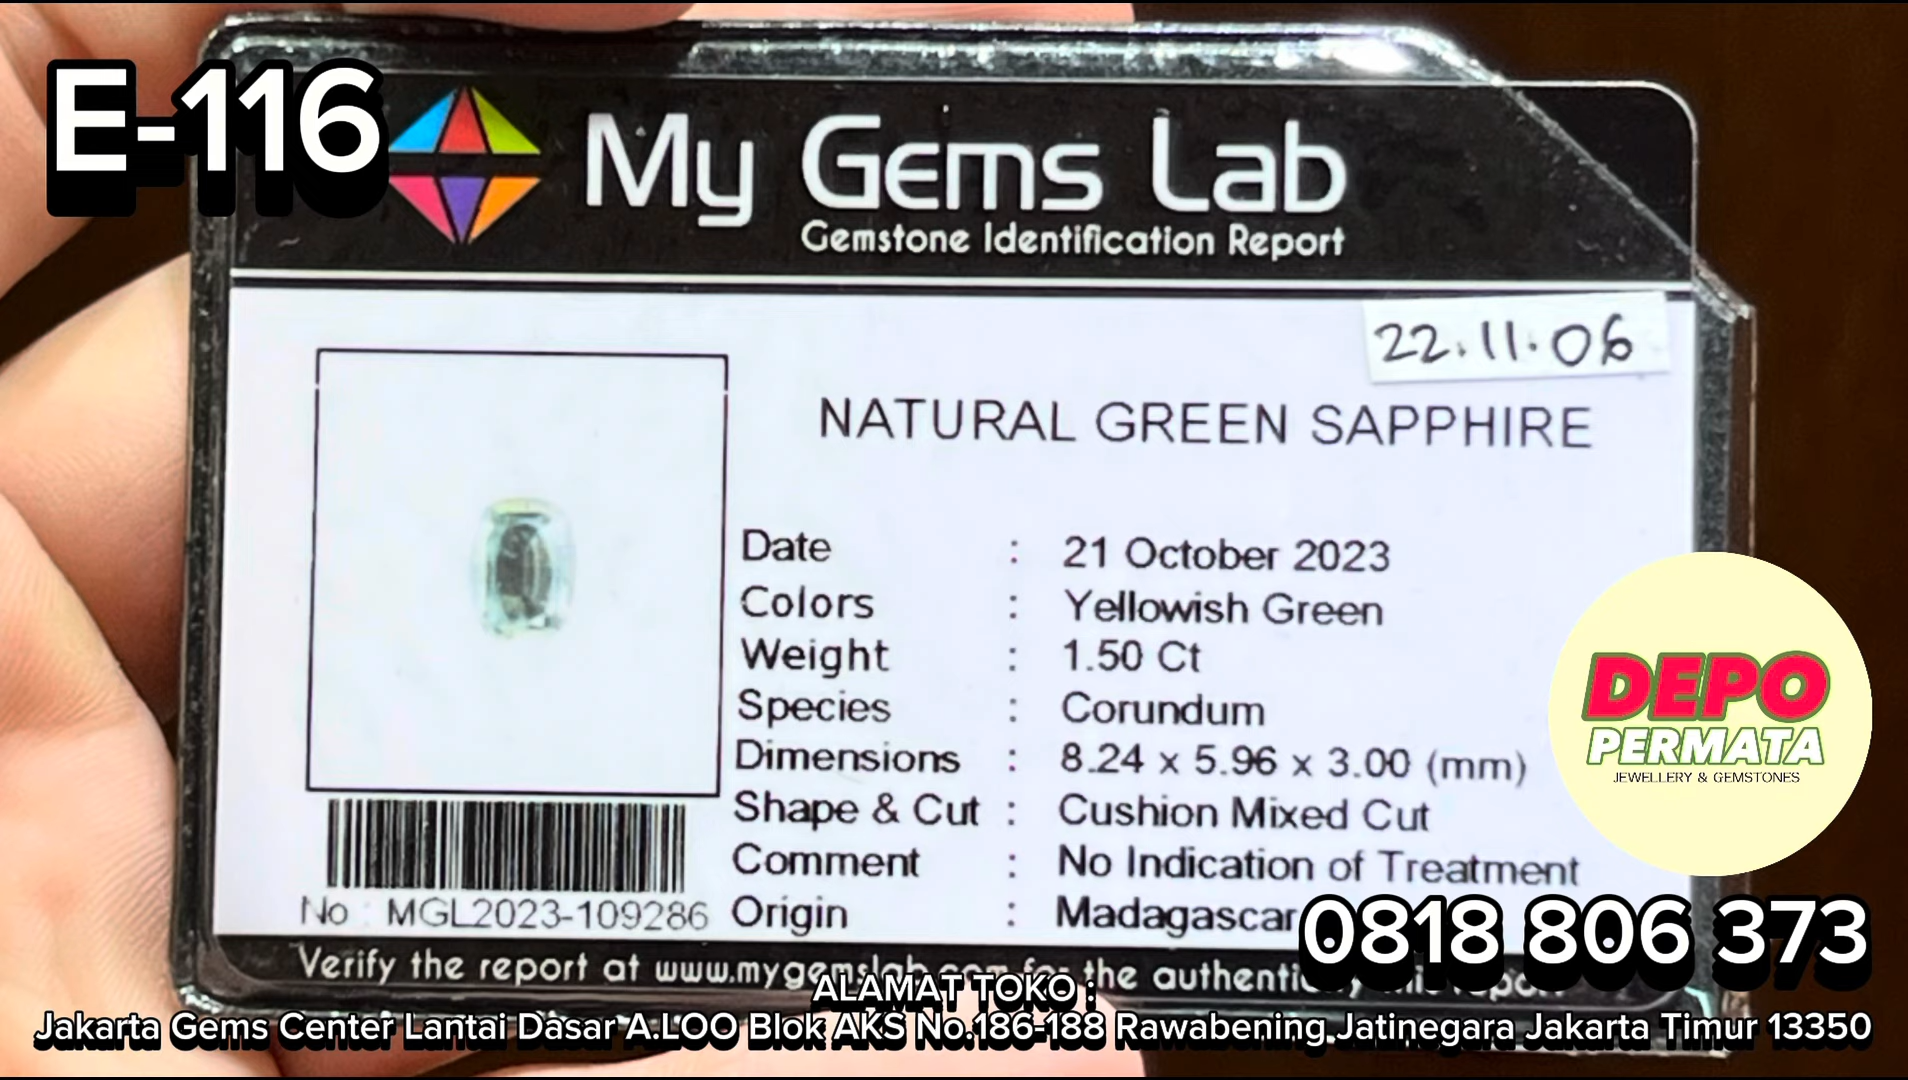 E-116
My Gems Lab
Gemstone Identification Report
22.11.06
NATURAL GREEN SAPPHIRE
Date : 21 October 2023
Colors : Yellowish Green
Weight : 1.50 Ct
Species : Corundum
Dimensions : 8.24 x 5.96 x 3.00 (mm)
Shape & Cut : Cushion Mixed Cut
Comment : No Indication of Treatment
Origin : Madagascar
No : MGL2023-109286
Verify the report at www.mygemslab.com for the
DEPO
PERMATA
JEWELLERY & GEMSTONES
0818 806 373
ALAMAT TOKO :
Jakarta Gems Center Lantai Dasar A.LOO Blok AKS No.186-188 Rawabening Jatinegara Jakarta Timur 13350